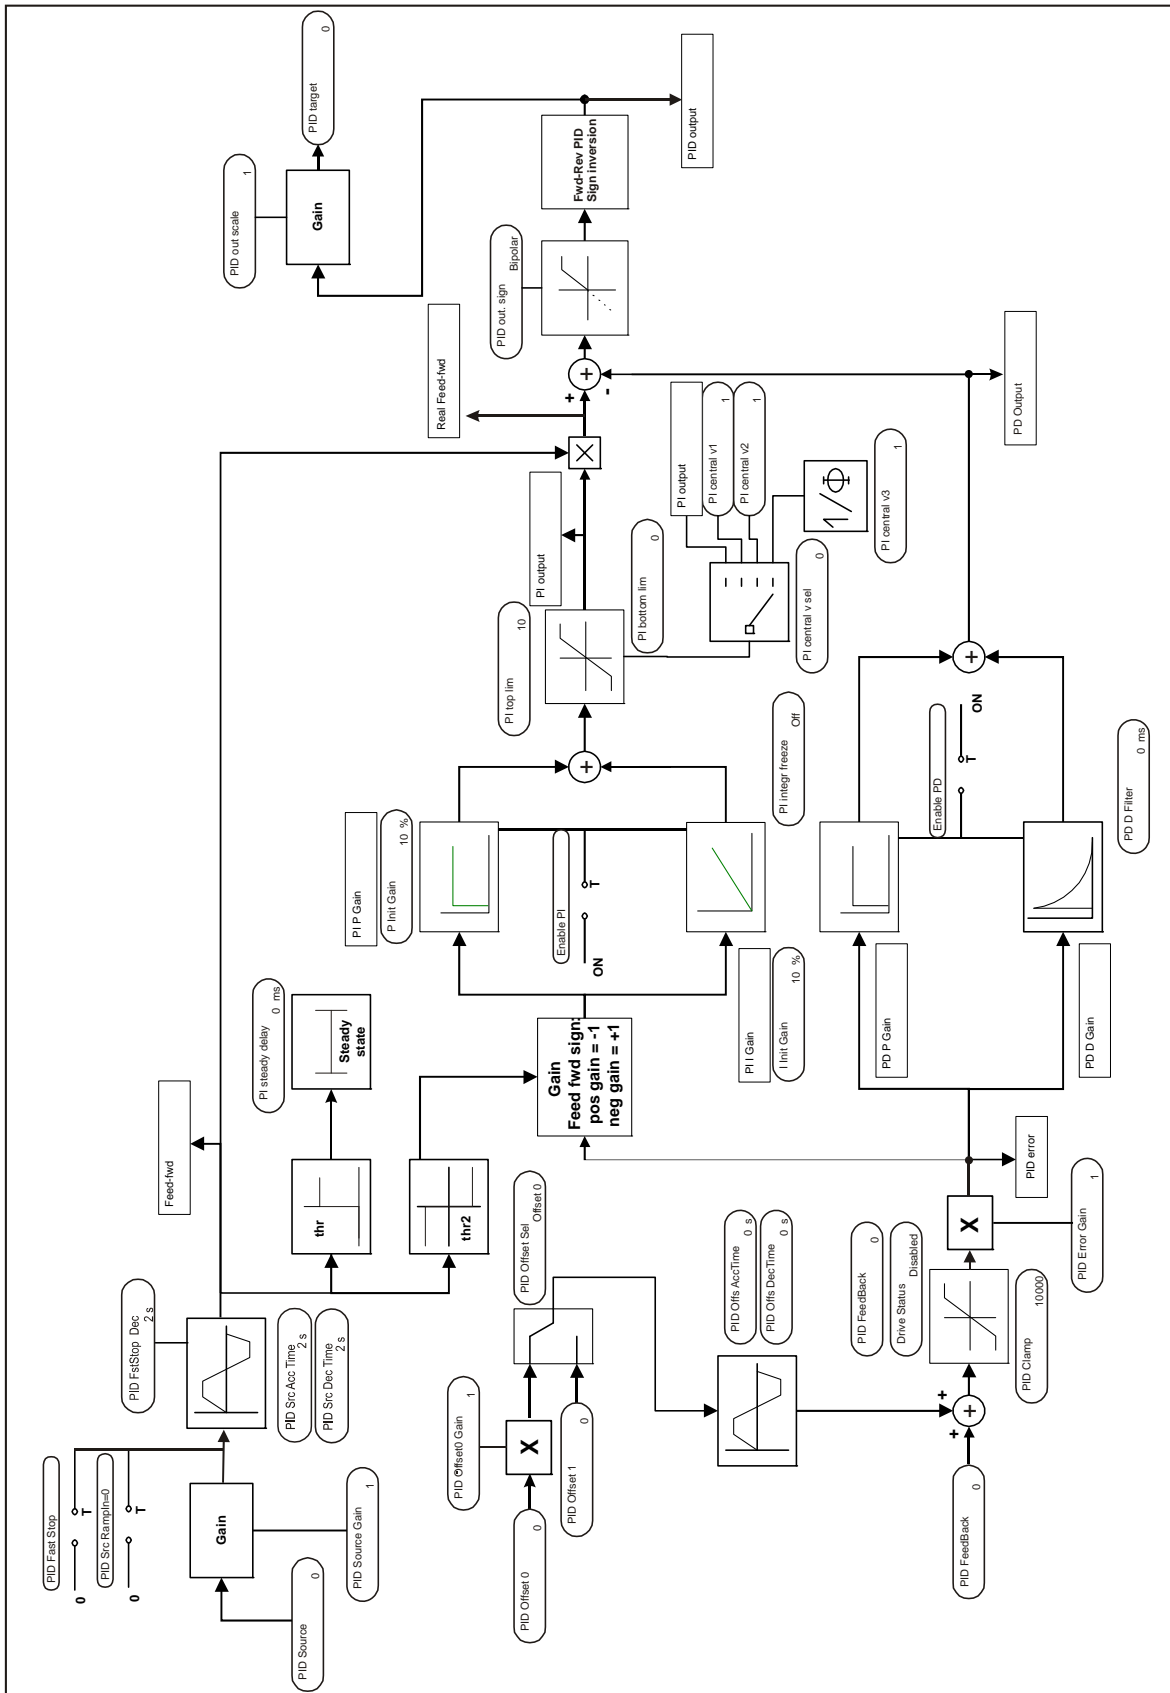 PID Fast Stop
0
T
PID Src RampIn=0
0
T
PID Source
0
Gain
PID Source Gain
1
PID FstStop Dec
2 s
PID Src Acc Time
2 s
PID Src Dec Time
2 s
Feed-fwd
thr
PI steady delay
0 ms
Steady
state
thr2
PID Offset 0
0
PID Offset0 Gain
1
X
PID Offset 1
0
PID Offset Sel
Offset 0
PID Offs AccTime
0 s
PID Offs DecTime
0 s
Gain
Feed fwd sign:
pos gain = -1
neg gain = +1
PI P Gain
P Init Gain
10 %
Enable PI
ON
T
PI I Gain
I Init Gain
10 %
PI integr freeze
Off
+
PI top lim
10
PI bottom lim
0
PI output
PI central v sel
0
PI output
PI central v1
1
PI central v2
1
1/Φ
PI central v3
1
Real Feed-fwd
+
+
-
PID out. sign
Bipolar
Fwd-Rev PID
Sign inversion
PID output
PID out scale
1
Gain
PID target
0
PID FeedBack
0
+
+
+
PID FeedBack
0
Drive Status
Disabled
PID Clamp
10000
X
PID Error Gain
1
PID error
PD P Gain
PD D Gain
Enable PD
T
ON
PD D Filter
0 ms
+
PD Output